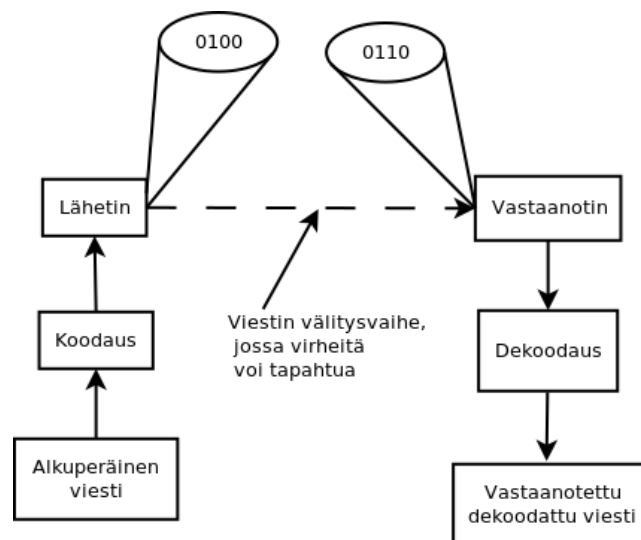 0100
0110
Lähetin
Vastaanotin
Viestin välitysvaihe,
jossa virheitä
voi tapahtua
Koodaus
Dekoodaus
Alkuperäinen
viesti
Vastaanotettu
dekoodattu viesti